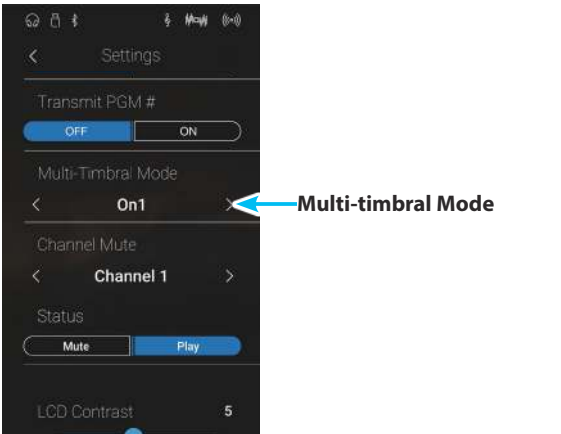 Settings
Transmit PGM #
OFF ON
Multi-Timbral Mode
On1
Multi-timbral Mode
Channel Mute
Channel 1
Status
Mute Play
LCD Contrast 5